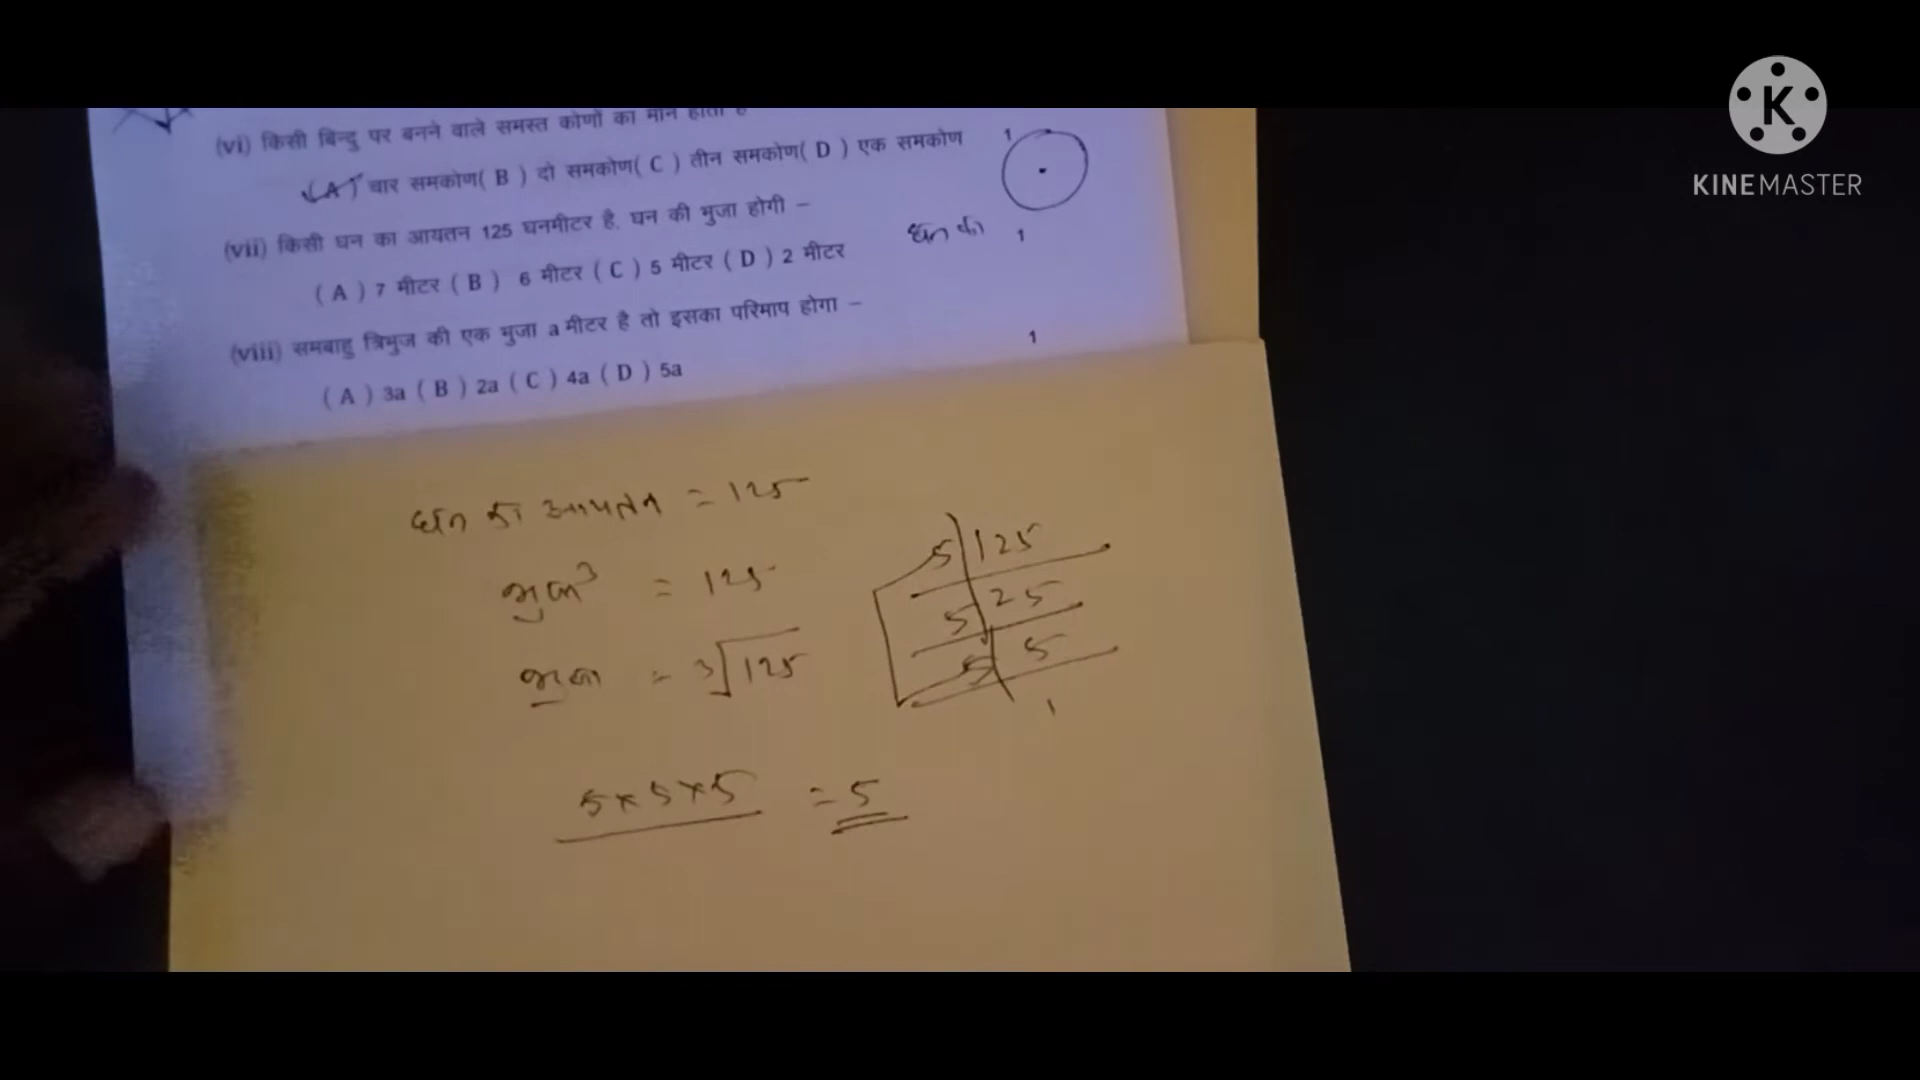 (vi) किसी बिन्दु पर बनने वाले समस्त कोणों का मान होता है
(A) चार समकोण( B ) दो समकोण( C ) तीन समकोण( D ) एक समकोण 1
(vii) किसी घन का आयतन 125 घनमीटर है, घन की भुजा होगी – घन की 1
( A ) 7 मीटर ( B ) 6 मीटर ( C ) 5 मीटर ( D ) 2 मीटर
(viii) समबाहु त्रिभुज की एक भुजा a मीटर है तो इसका परिमाप होगा – 1
( A ) 3a ( B ) 2a ( C ) 4a ( D ) 5a
घन का आयतन = 125
भुजा³ = 125
भुजा = ³√125
5 × 5 × 5 = 5
5 125
5 25
5 5
1
K
KINEMASTER